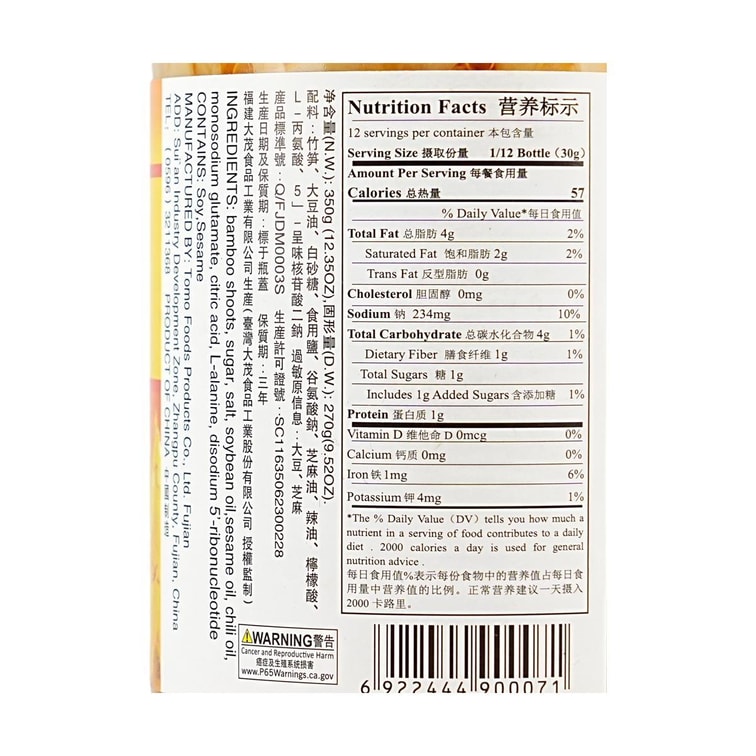 Nutrition Facts 营养标示
12 servings per container 本包含量
Serving Size 摄取份量 1/12 Bottle (30g)
Amount Per Serving 每餐食用量
Calories 总热量 57
% Daily Value*每日食用值
Total Fat 总脂肪 4g 2%
Saturated Fat 饱和脂肪 2g 2%
Trans Fat 反型脂肪 0g
Cholesterol 胆固醇 0mg 0%
Sodium 钠 234mg 10%
Total Carbohydrate 总碳水化合物 4g 1%
Dietary Fiber 膳食纤维 1g 1%
Total Sugars 糖 1g
Includes 1g Added Sugars 含添加糖 1%
Protein 蛋白质 1g
Vitamin D 维他命 D 0mcg 0%
Calcium 钙质 0mg 0%
Iron 铁 1mg 6%
Potassium 钾 4mg 1%
*The % Daily Value (DV) tells you how much a
nutrient in a serving of food contributes to a daily
diet . 2000 calories a day is used for general
nutrition advice .
每日食用值%表示每份食物中的营养值占每日食
用量中营养值的比例。正常营养建议一天摄入
2000 卡路里。
净含量(N.W.): 350g (12.35OZ),固形量(D.W.): 270g(9.52OZ).
配料：竹笋、大豆油、白砂糖、食用鹽、谷氨酸鈉、芝麻油、辣油、檸檬酸、
L-丙氨酸、5'-呈味核苷酸二鈉 過敏原信息：大豆、芝麻
產品標準號：Q/FJDM0003S 生產許可證號：SC11635062300228
生産日期及保質期：標于瓶蓋 保質期：三年
福建大茂食品工業有限公司生産(臺灣大茂食品工業股份有限公司 授權監制)
INGREDIENTS: bamboo shoots, sugar, salt, soybean oil,sesame oil, chili oil,
monosodium glutamate, citric acid, L-alanine, disodium 5'-ribonucleotide
CONTAINS: Soy,Sesame
MANUFACTURED BY: Tomo Foods Products Co., Ltd. Fujian
ADD: Sui'an Industry Development Zone, Zhangpu County, Fujian, China
TEL: (0596) 3211368 PRODUCT OF CHINA
WARNING警告
Cancer and Reproductive Harm
癌症及生殖系統損害
www.P65Warnings.ca.gov
6 922444 900071